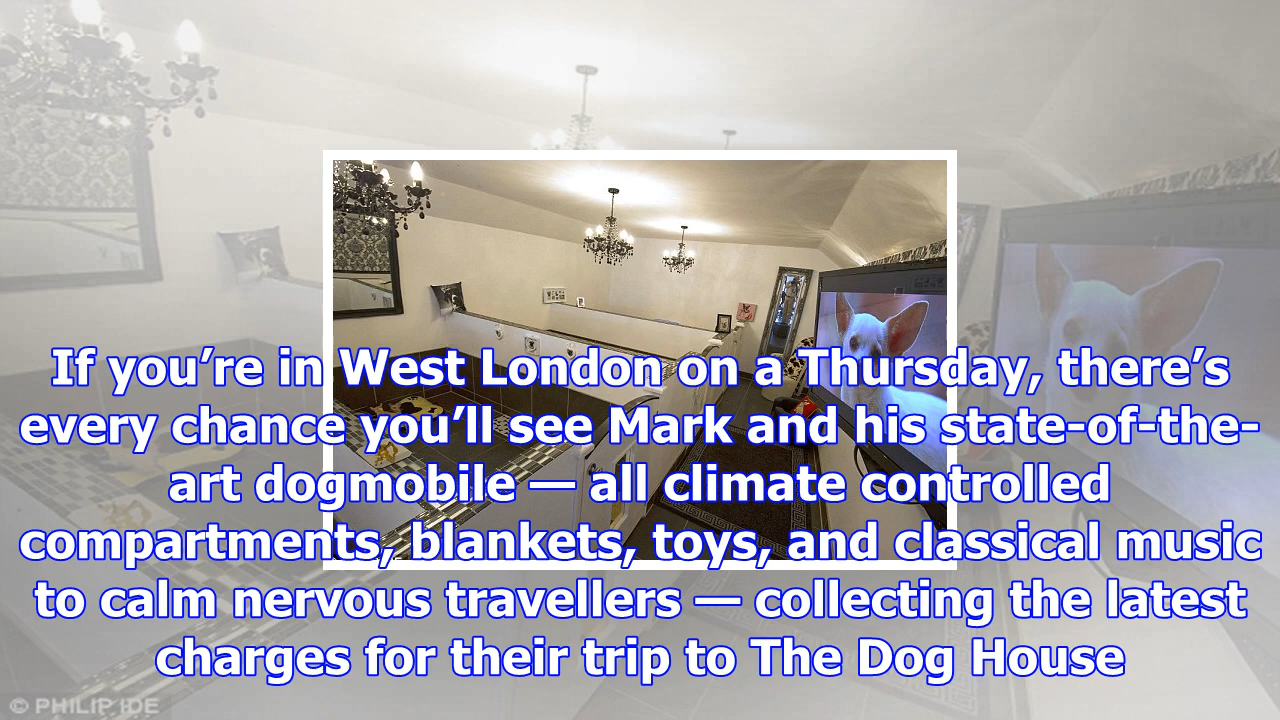 If you’re in West London on a Thursday, there’s
every chance you’ll see Mark and his state-of-the-
art dogmobile — all climate controlled
compartments, blankets, toys, and classical music
to calm nervous travellers — collecting the latest
charges for their trip to The Dog House
© PHILIP IDE